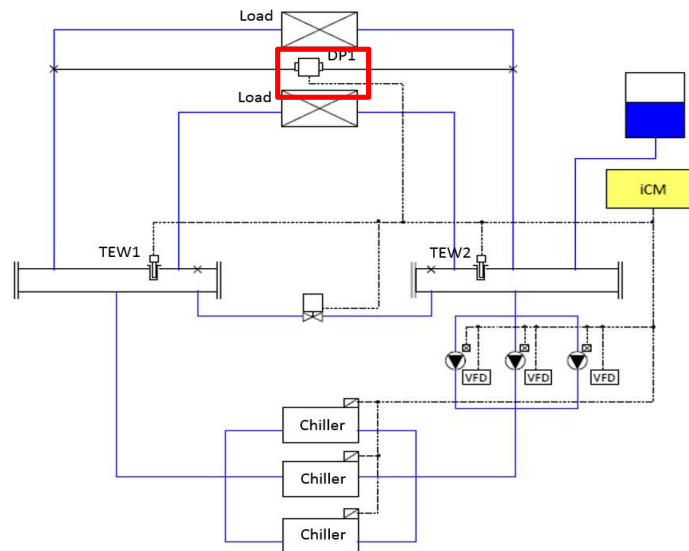 Load
DP1
Load
iCM
TEW1
TEW2
VFD
VFD
VFD
Chiller
Chiller
Chiller